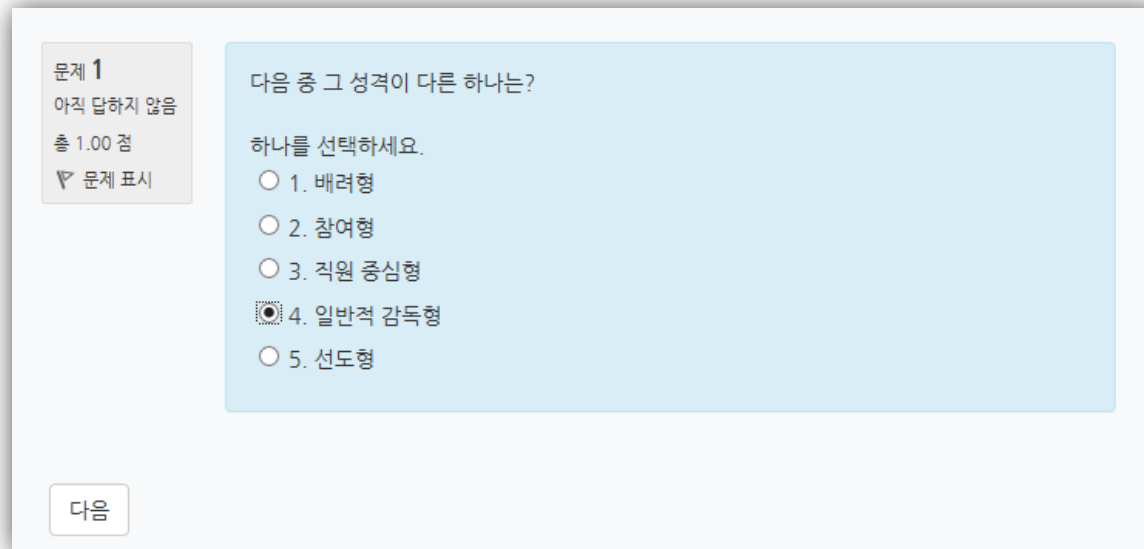 문제 1
아직 답하지 않음
총 1.00 점
문제 표시
다음 중 그 성격이 다른 하나는?
하나를 선택하세요.
1. 배려형
2. 참여형
3. 직원 중심형
4. 일반적 감독형
5. 선도형
다음